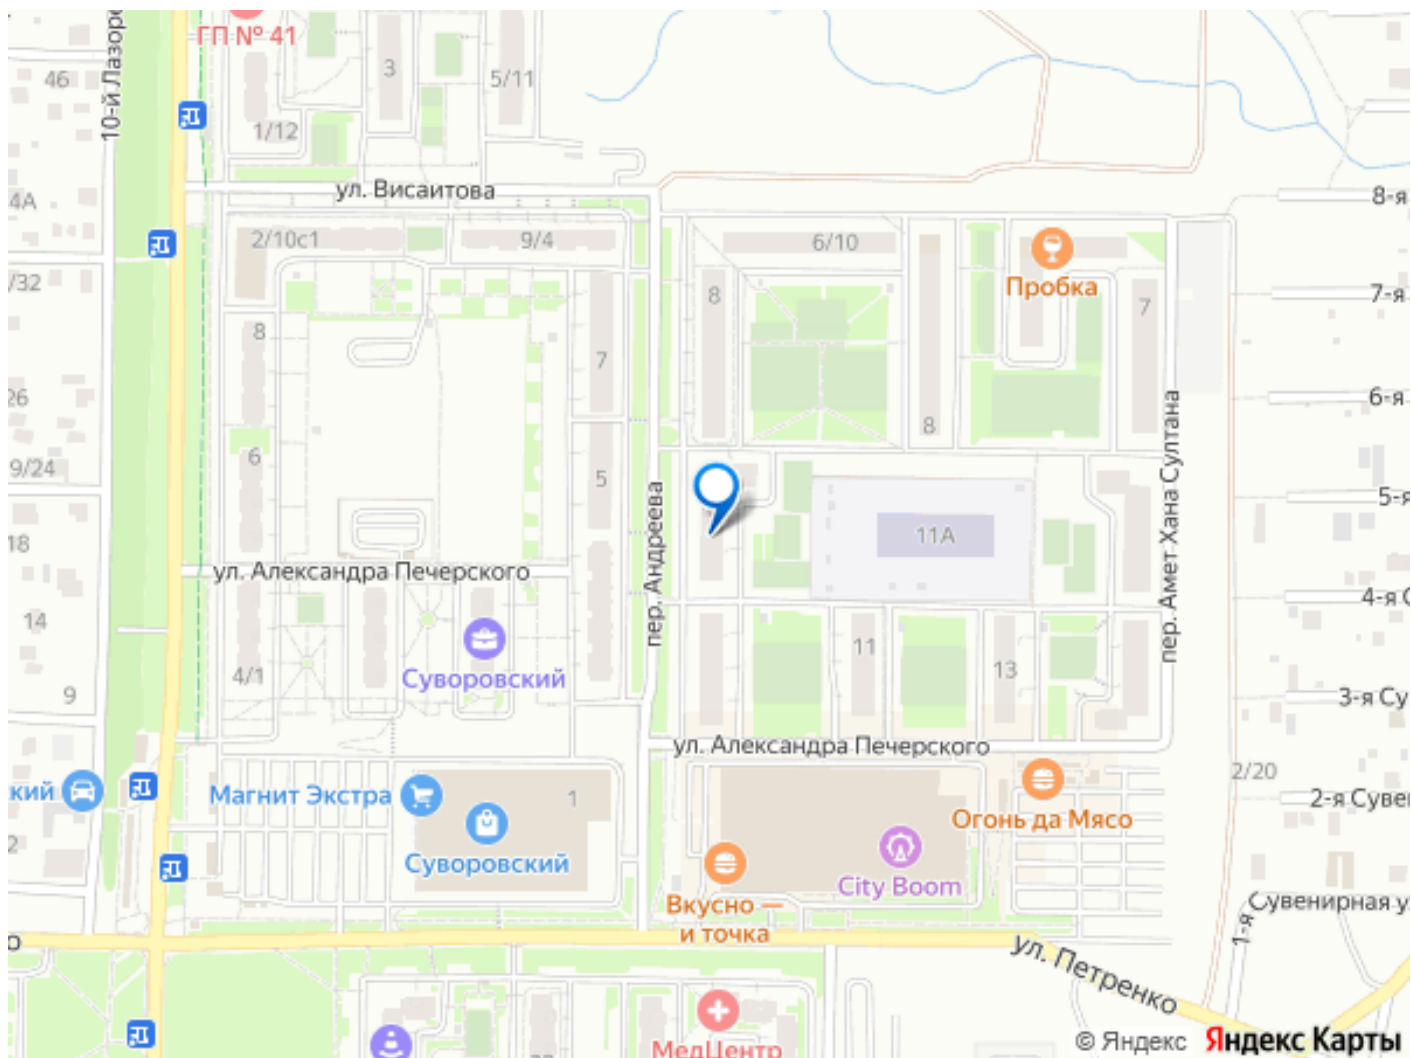 ГП № 41
10-й Лазоре
46
3
5/11
1/12
ул. Висаитова
4А
8-я
2/10с1
9/4
6/10
/32
8
Пробка
7-я
7
8
7
6-я
26
8
6
9/24
5
5-я
пер. Андреева
11А
пер. Амет-Хана Султана
18
ул. Александра Печерского
4-я С
14
11
13
Суворовский
4/1
9
3-я Су
ул. Александра Печерского
2/20
кий
Магнит Экстра
1
2-я Сувег
Огонь да Мясо
2
Суворовский
City Boom
Вкусно —
и точка
1-я Сувенирная у
о
ул. Петренко
МедЦентр
© Яндекс Яндекс Карты